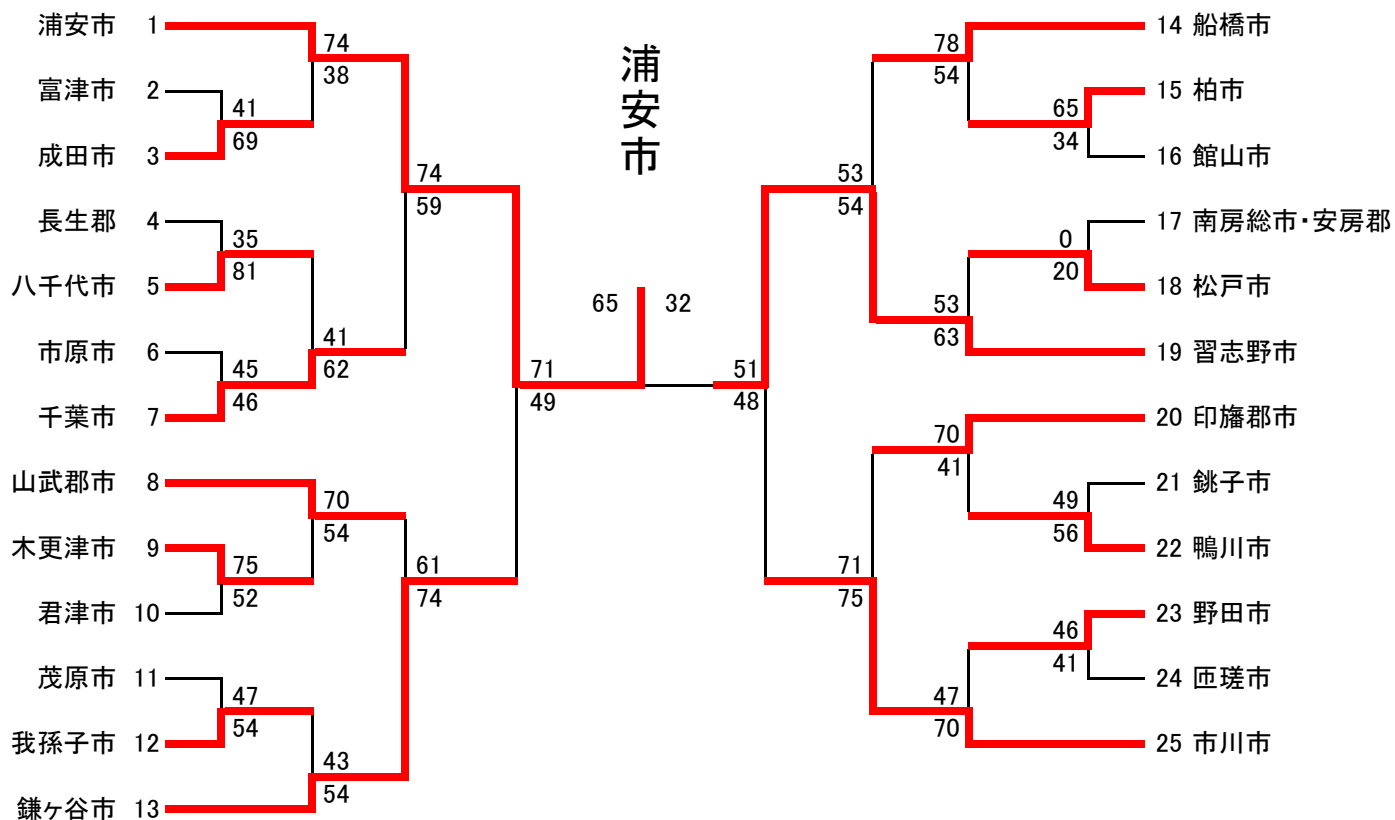 浦安市 1
富津市 2
成田市 3
長生郡 4
八千代市 5
市原市 6
千葉市 7
山武郡市 8
木更津市 9
君津市 10
茂原市 11
我孫子市 12
鎌ヶ谷市 13
74
38
41
69
35
81
45
46
41
62
74
59
70
54
75
52
47
54
43
54
61
74
71
49
浦安市
65 32
51
48
53
54
71
75
78
54
65
34
0
20
53
63
70
41
49
56
46
41
47
70
14 船橋市
15 柏市
16 館山市
17 南房総市・安房郡
18 松戸市
19 習志野市
20 印旛郡市
21 銚子市
22 鴨川市
23 野田市
24 匝瑳市
25 市川市